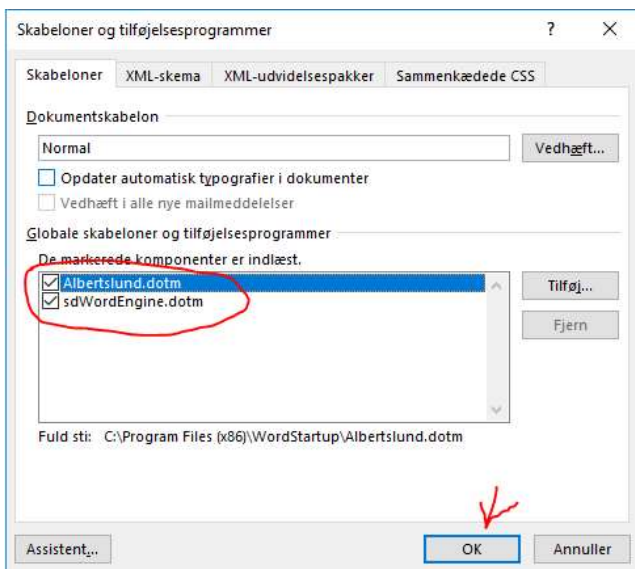 Skabeloner og tilføjelsesprogrammer ?
Skabeloner XML-skema XML-udvidelsespakker Sammenkædede CSS
Dokumentskabelon
Normal Vedhæft...
Opdater automatisk typografier i dokumenter
Vedhæft i alle nye mailmeddelelser
Globale skabeloner og tilføjelsesprogrammer
De markerede komponenter er indlæst.
Albertslund.dotm Tilføj...
sdWordEngine.dotm
Fjern
Fuld sti: C:\Program Files (x86)\WordStartup\Albertslund.dotm
Assistent... OK Annuller